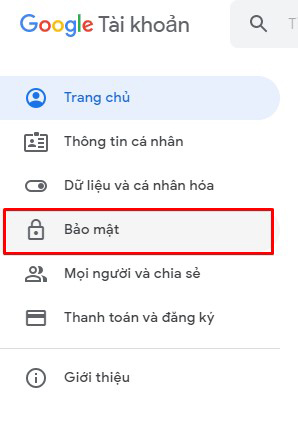 Google Tài khoản
T
Trang chủ
Thông tin cá nhân
Dữ liệu và cá nhân hóa
Bảo mật
Mọi người và chia sẻ
Thanh toán và đăng ký
Giới thiệu